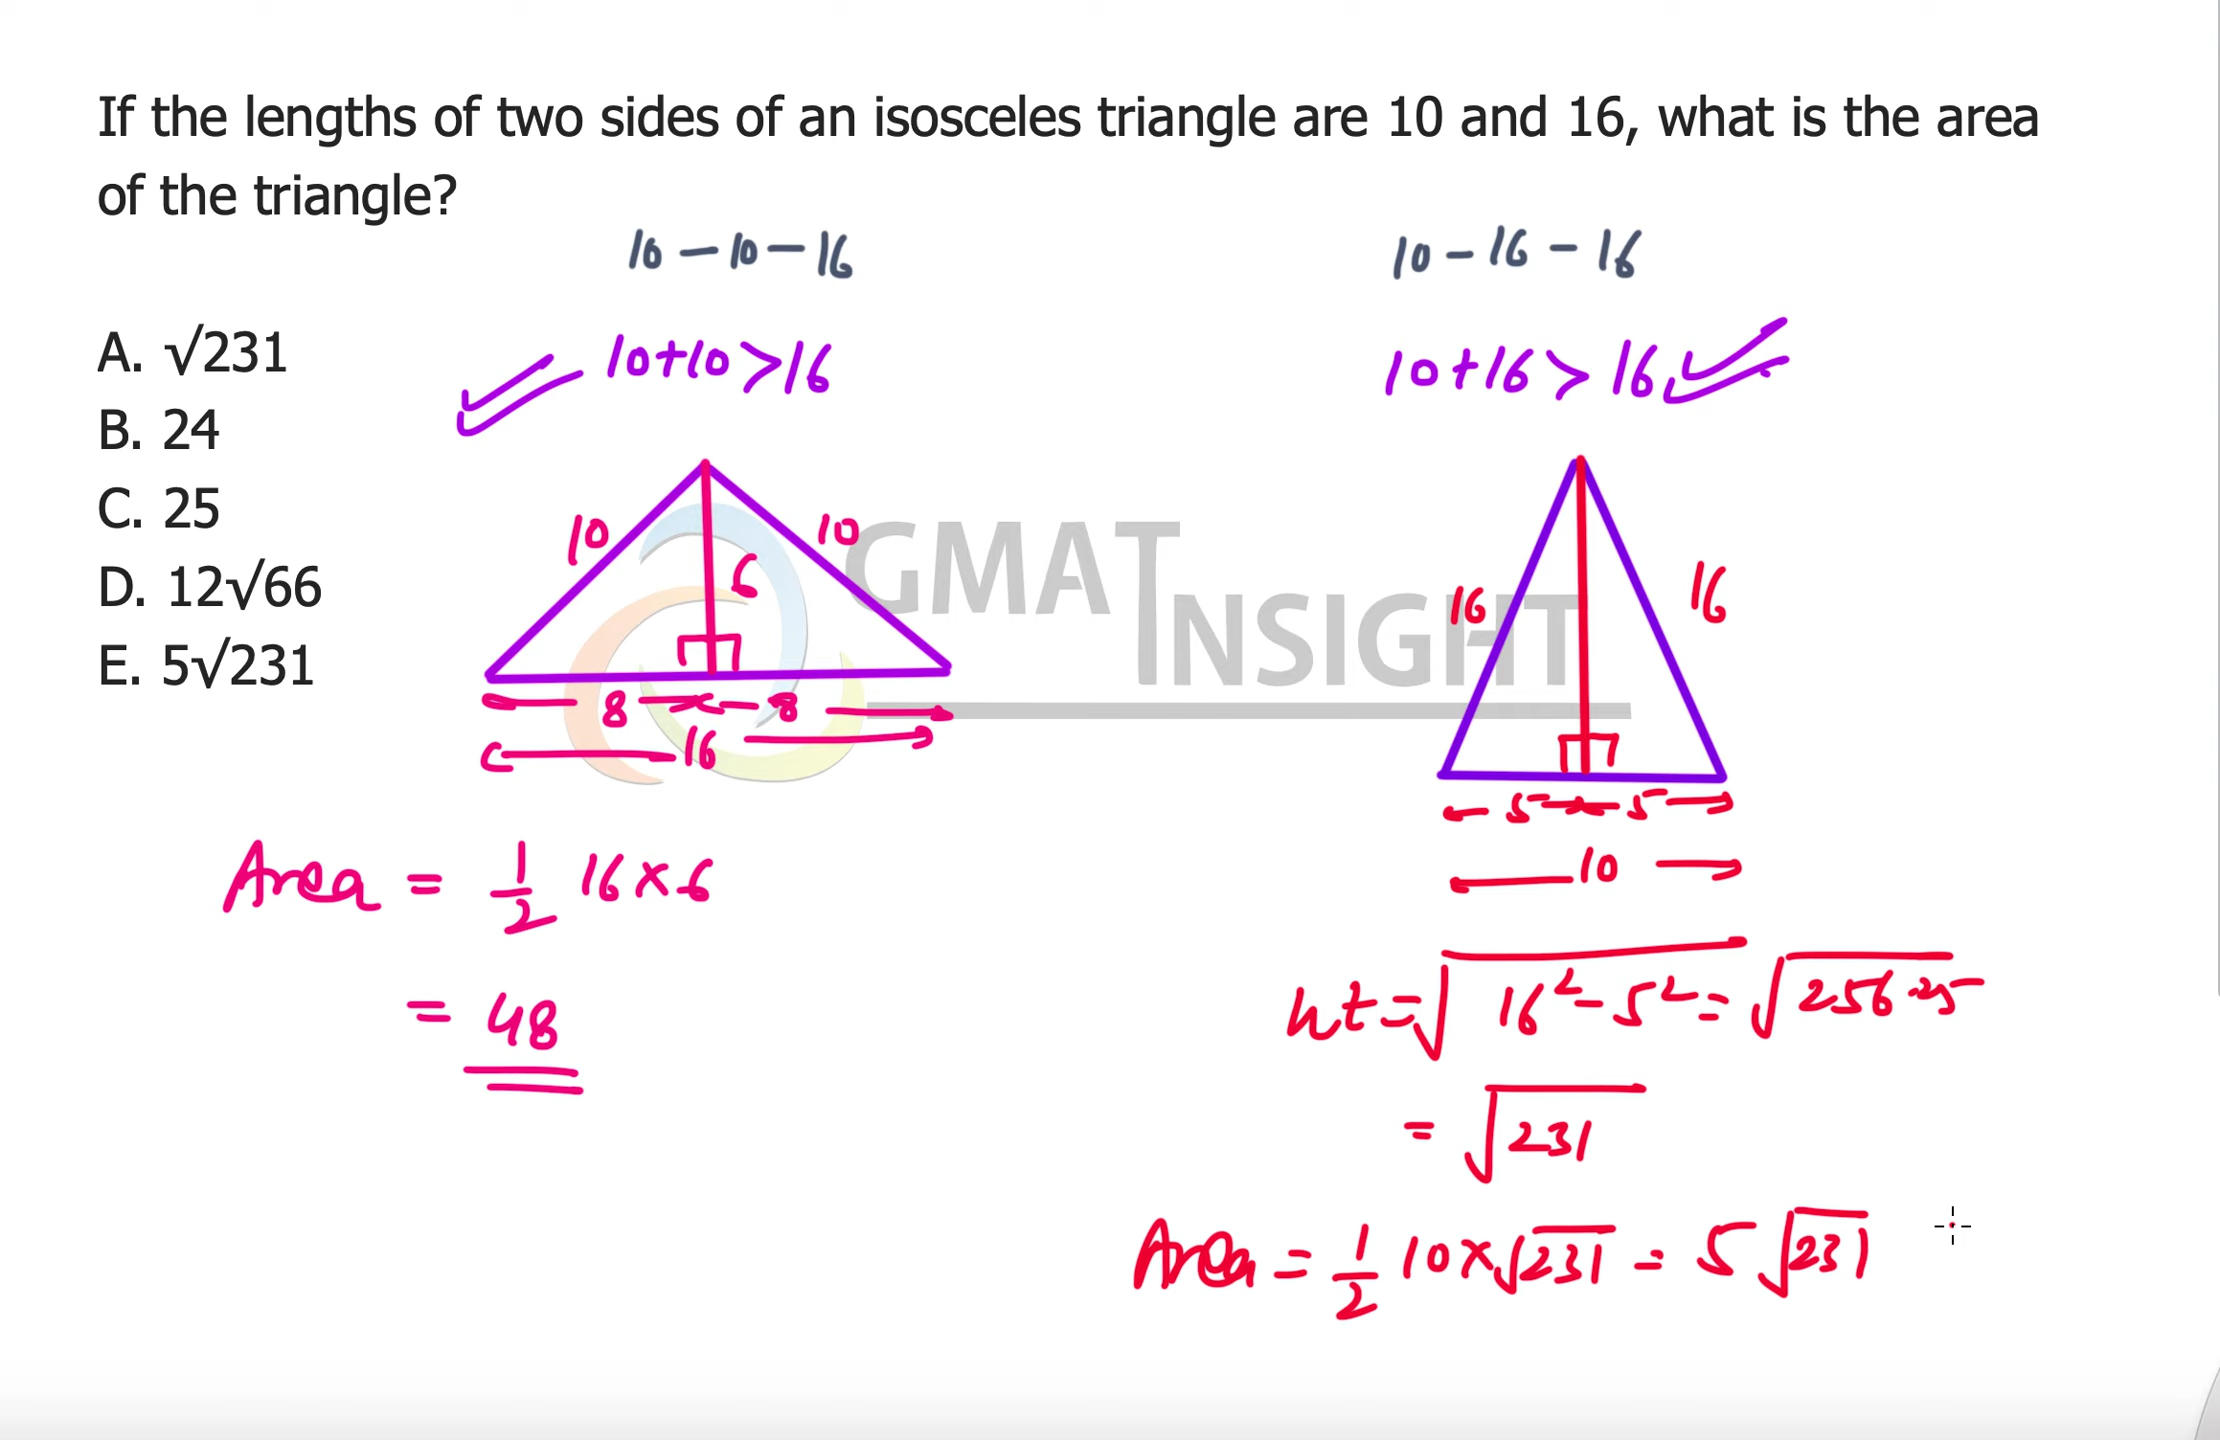 If the lengths of two sides of an isosceles triangle are 10 and 16, what is the area
of the triangle?
10 – 10 – 16
10 – 16 – 16
A. √231
B. 24
C. 25
D. 12√66
E. 5√231
10+10>16
10+16>16
GMAT INSIGHT
10
10
6
8
8
16
16
16
5
5
10
Area = 1/2 16×6
= 48
ht = √16²-5² = √256-25
= √231
Area = 1/2 10×√231 = 5√231